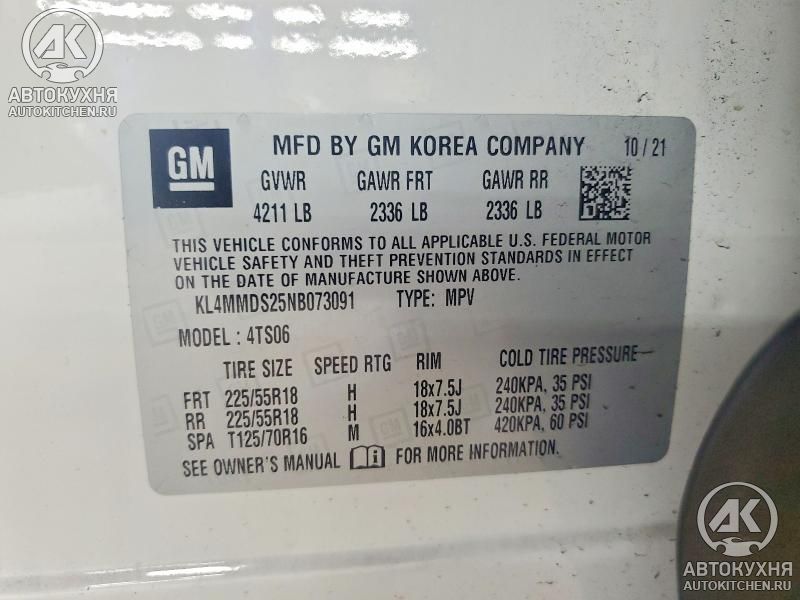 AK
АВТОКУХНЯ
AUTOKITCHEN.RU
GM
MFD BY GM KOREA COMPANY 10 / 21
GVWR GAWR FRT GAWR RR
4211 LB 2336 LB 2336 LB
THIS VEHICLE CONFORMS TO ALL APPLICABLE U.S. FEDERAL MOTOR
VEHICLE SAFETY AND THEFT PREVENTION STANDARDS IN EFFECT
ON THE DATE OF MANUFACTURE SHOWN ABOVE.
KL4MMDS25NB073091 TYPE: MPV
MODEL : 4TS06
TIRE SIZE SPEED RTG RIM COLD TIRE PRESSURE
FRT 225/55R18 H 18x7.5J 240KPA, 35 PSI
RR 225/55R18 H 18x7.5J 240KPA, 35 PSI
SPA T125/70R16 M 16x4.0BT 420KPA, 60 PSI
SEE OWNER'S MANUAL FOR MORE INFORMATION.
AK
АВТОКУХНЯ
AUTOKITCHEN.RU